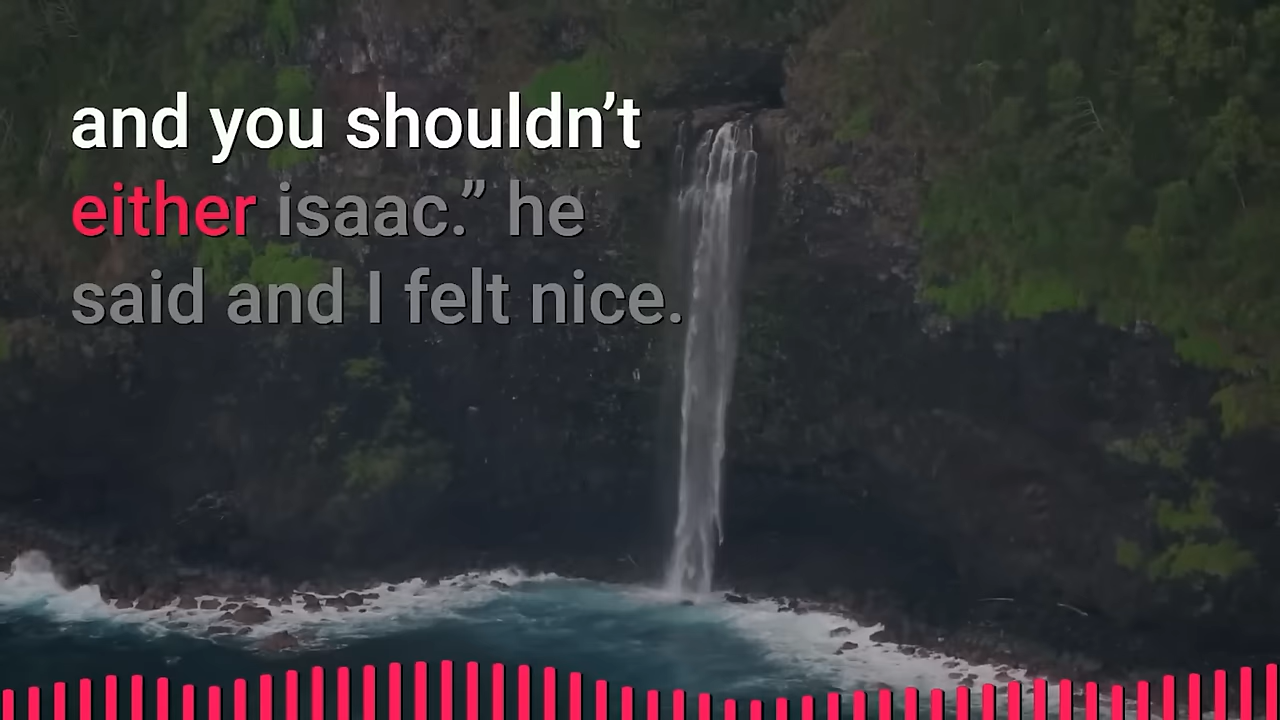 and you shouldn’t
either isaac.” he
said and I felt nice.